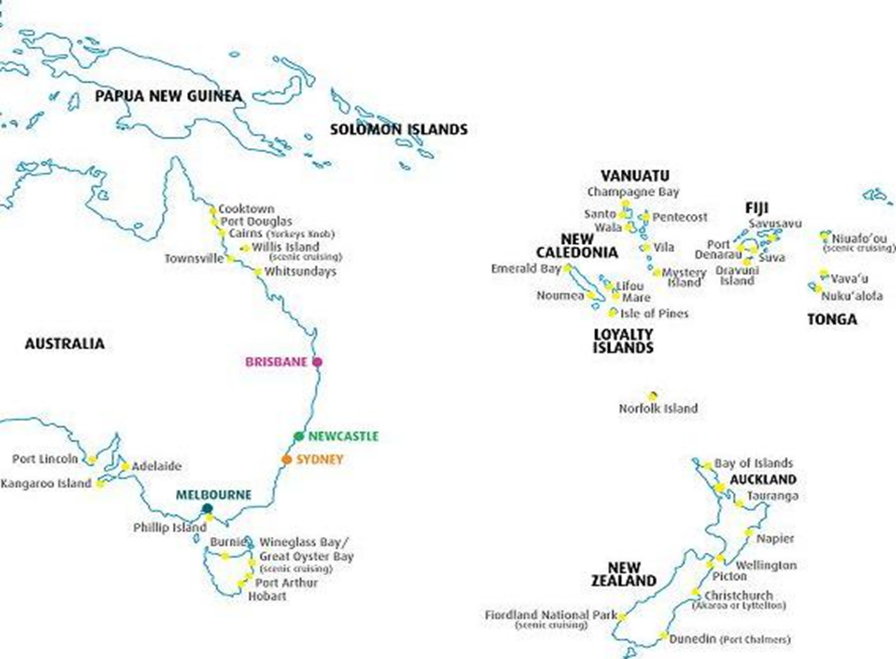 PAPUA NEW GUINEA
SOLOMON ISLANDS
Cooktown
Port Douglas
Cairns (Yorkeys Knob)
Willis Island
(scenic cruising)
Townsville
Whitsundays
AUSTRALIA
BRISBANE
NEWCASTLE
SYDNEY
Port Lincoln
Adelaide
Kangaroo Island
MELBOURNE
Phillip Island
Burnie
Wineglass Bay/
Great Oyster Bay
(scenic cruising)
Port Arthur
Hobart
VANUATU
Champagne Bay
Santo
Pentecost
Wala
Vila
Mystery
Island
NEW
CALEDONIA
Emerald Bay
Noumea
Lifou
Mare
Isle of Pines
LOYALTY
ISLANDS
FIJI
Savusavu
Port
Denarau
Suva
Dravuni
Island
Niuafo'ou
(scenic cruising)
Vava'u
Nuku'alofa
TONGA
Norfolk Island
Bay of Islands
AUCKLAND
Tauranga
Napier
Wellington
Picton
NEW
ZEALAND
Christchurch
(Akaroa or Lyttelton)
Fiordland National Park
(scenic cruising)
Dunedin (Port Chalmers)